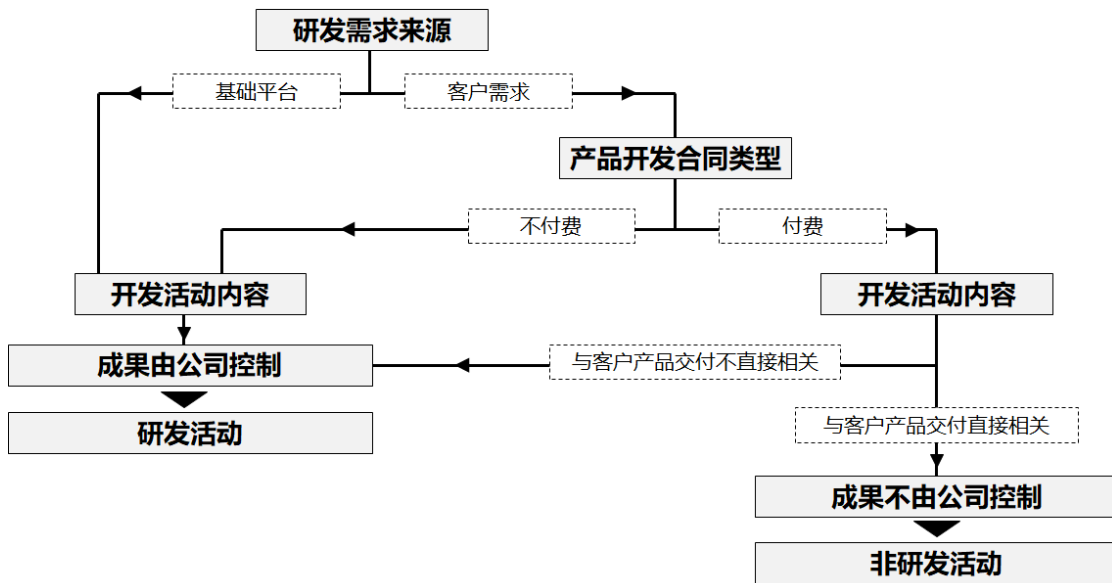 研发需求来源
基础平台
客户需求
产品开发合同类型
不付费
付费
开发活动内容
开发活动内容
成果由公司控制
与客户产品交付不直接相关
研发活动
与客户产品交付直接相关
成果不由公司控制
非研发活动